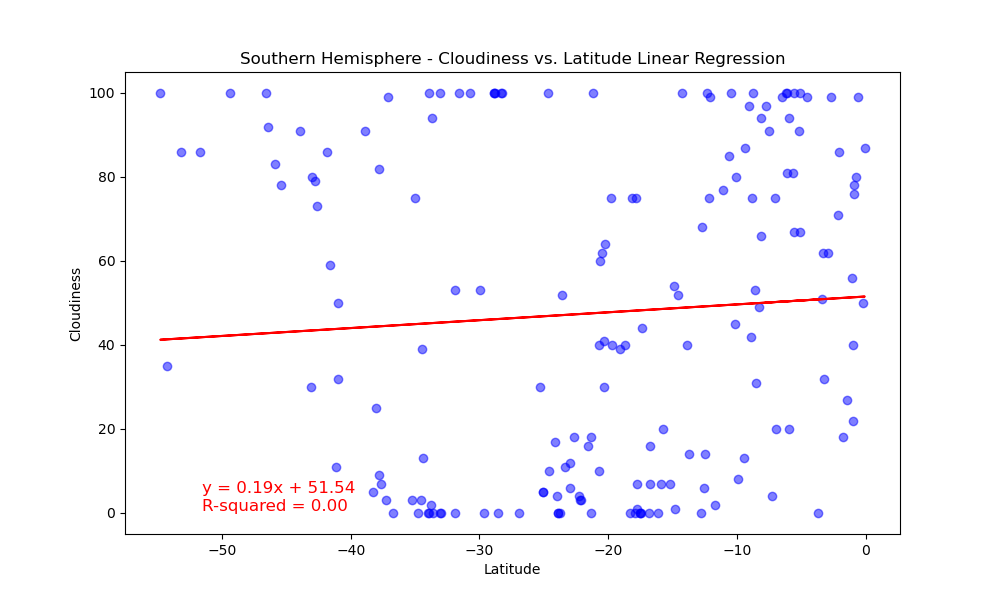 Southern Hemisphere - Cloudiness vs. Latitude Linear Regression
100
80
60
40
20
0
Cloudiness
y = 0.19x + 51.54
R-squared = 0.00
−50 −40 −30 −20 −10 0
Latitude